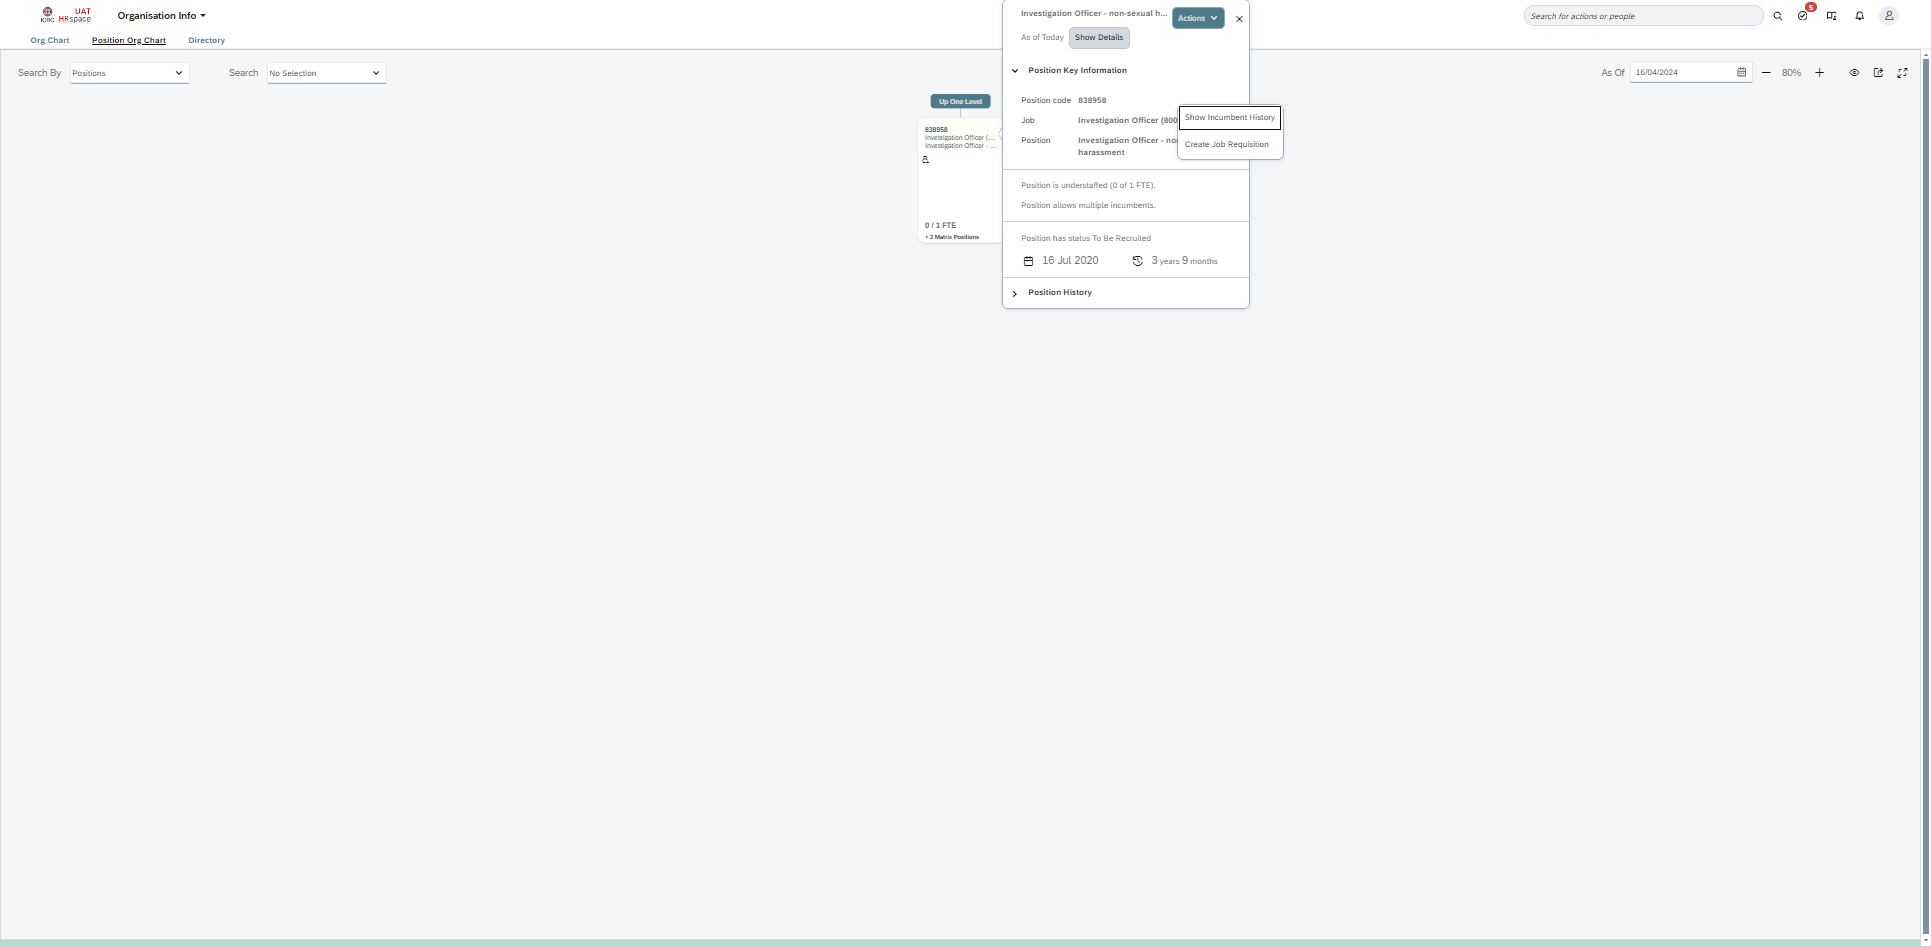 ICRC
UAT
HRspace
Organisation Info
Search for actions or people
5
Org Chart
Position Org Chart
Directory
Search By
Positions
Search
No Selection
As Of
16/04/2024
80%
Up One Level
838958
Investigation Officer (...
Investigation Officer - ...
0 / 1 FTE
2 Matrix Positions
Investigation Officer - non-sexual h...
Actions
As of Today
Show Details
Position Key Information
Position code
838958
Job
Investigation Officer (800
Position
Investigation Officer - no
harassment
Show Incumbent History
Create Job Requisition
Position is understaffed (0 of 1 FTE).
Position allows multiple incumbents.
Position has status To Be Recruited
16 Jul 2020
3 years 9 months
Position History